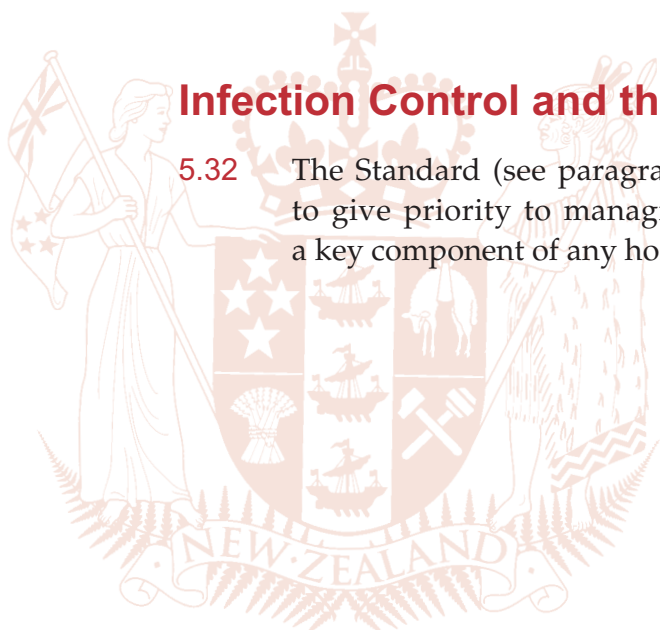 Infection Control and th
5.32 The Standard (see paragra
to give priority to managi
a key component of any ho
NEW·ZEALAND